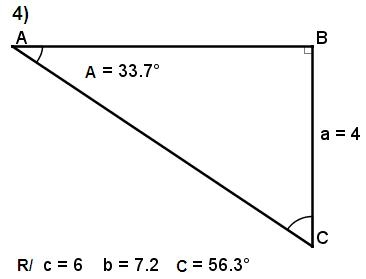 4)
A B
A = 33.7°
a = 4
C
R/ c = 6 b = 7.2 C = 56.3°